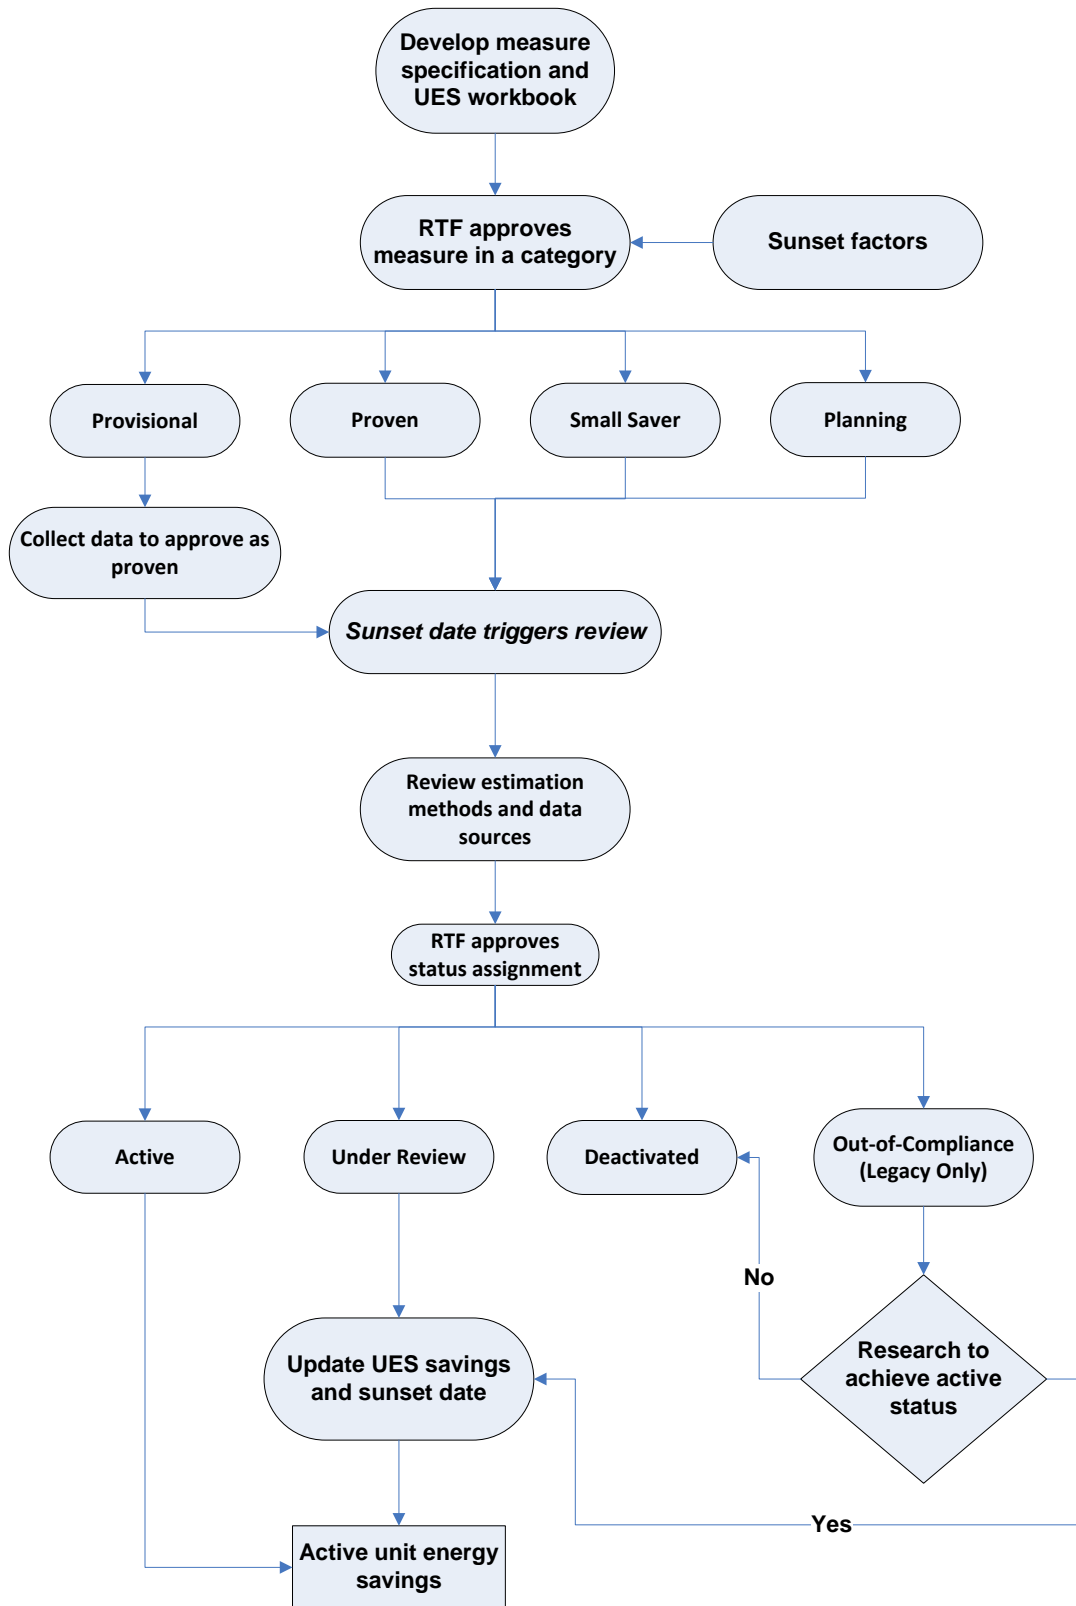 Develop measure
specification and
UES workbook
RTF approves
measure in a category
Sunset factors
Provisional
Proven
Small Saver
Planning
Collect data to approve as
proven
Sunset date triggers review
Review estimation
methods and data
sources
RTF approves
status assignment
Active
Under Review
Deactivated
Out-of-Compliance
(Legacy Only)
No
Research to
achieve active
status
Update UES savings
and sunset date
Yes
Active unit energy
savings